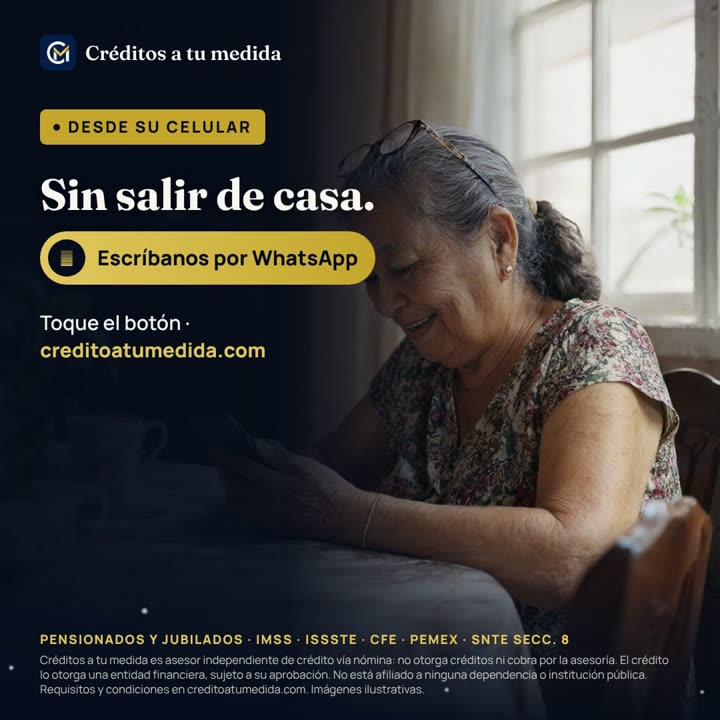 Créditos a tu medida
• DESDE SU CELULAR
Sin salir de casa.
Escríbanos por WhatsApp
Toque el botón ·
creditoatumedida.com
PENSIONADOS Y JUBILADOS · IMSS · ISSSTE · CFE · PEMEX · SNTE SECC. 8
Créditos a tu medida es asesor independiente de crédito vía nómina: no otorga créditos ni cobra por la asesoría. El crédito
lo otorga una entidad financiera, sujeto a su aprobación. No está afiliado a ninguna dependencia o institución pública.
Requisitos y condiciones en creditoatumedida.com. Imágenes ilustrativas.